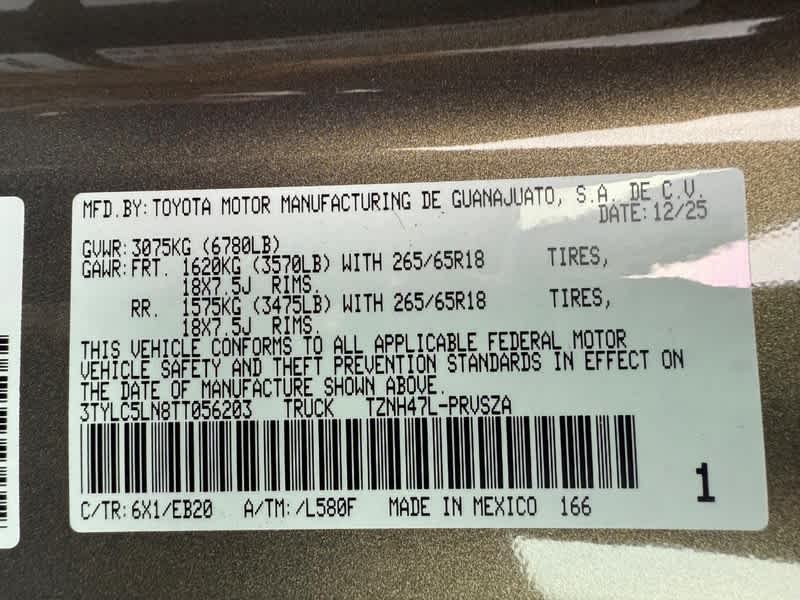 MFD.BY: TOYOTA MOTOR MANUFACTURING DE GUANAJUATO, S.A. DE C.V.
DATE: 12/25
GVWR: 3075KG (6780LB)
GAWR: FRT. 1620KG (3570LB) WITH 265/65R18 TIRES,
18X7.5J RIMS.
RR. 1575KG (3475LB) WITH 265/65R18 TIRES,
18X7.5J RIMS.
THIS VEHICLE CONFORMS TO ALL APPLICABLE FEDERAL MOTOR
VEHICLE SAFETY AND THEFT PREVENTION STANDARDS IN EFFECT ON
THE DATE OF MANUFACTURE SHOWN ABOVE.
3TYLC5LN8TT056203 TRUCK TZNH47L-PRVSZA
1
C/TR: 6X1/EB20 A/TM: /L580F MADE IN MEXICO 166